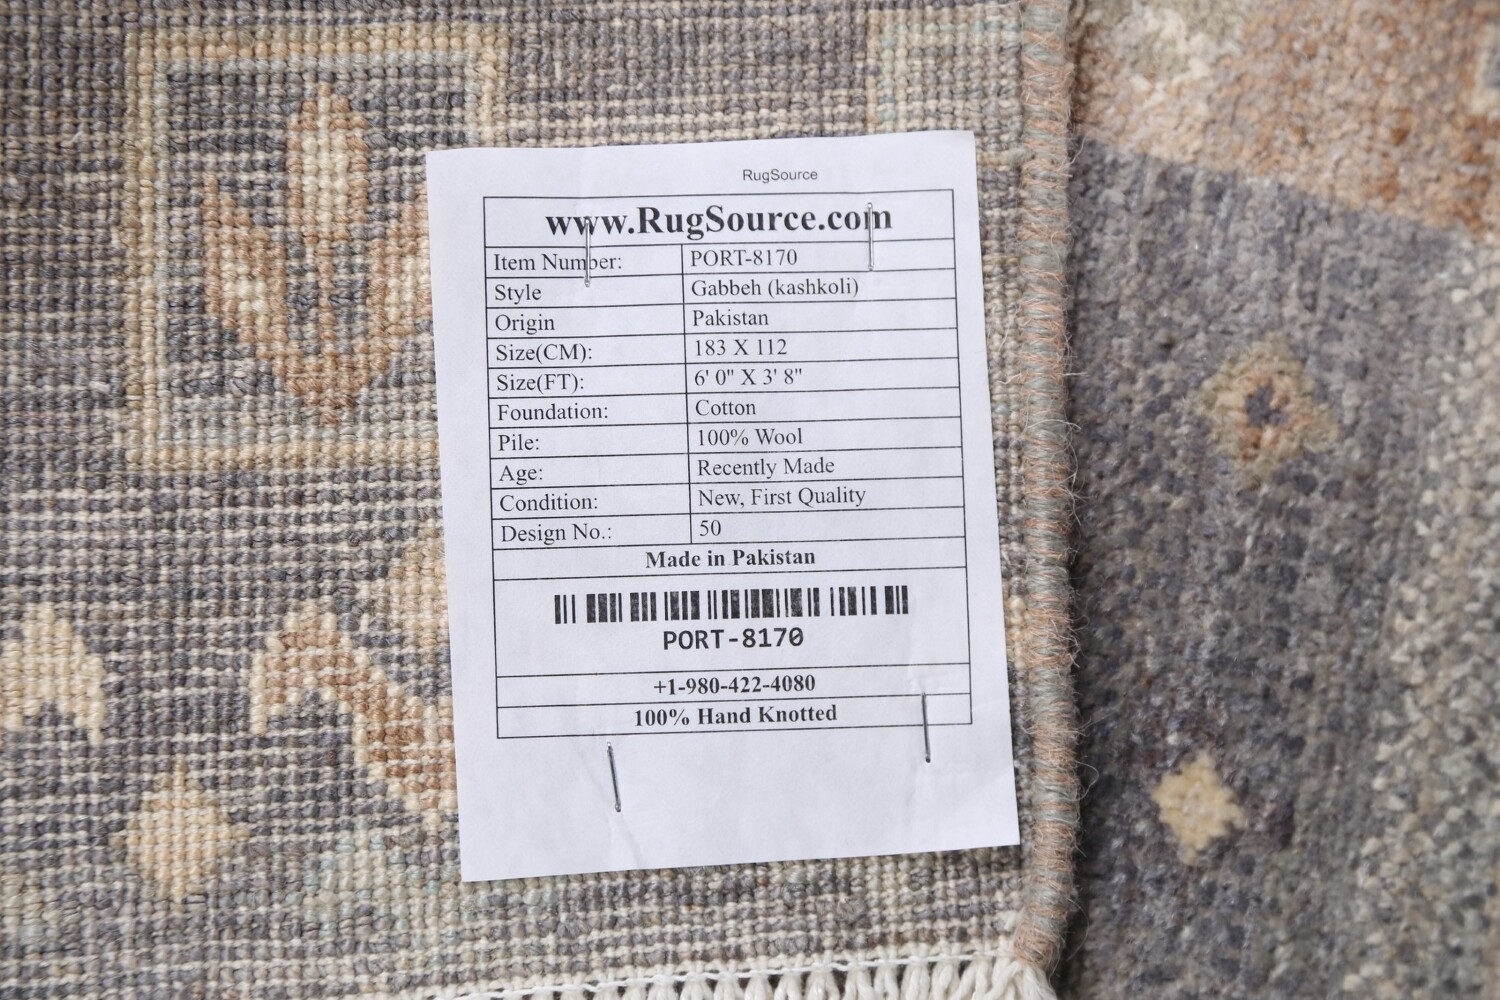 RugSource
www.RugSource.com
Item Number: PORT-8170
Style Gabbeh (kashkoli)
Origin Pakistan
Size(CM): 183 X 112
Size(FT): 6' 0" X 3' 8"
Foundation: Cotton
Pile: 100% Wool
Age: Recently Made
Condition: New, First Quality
Design No.: 50
Made in Pakistan
PORT-8170
+1-980-422-4080
100% Hand Knotted